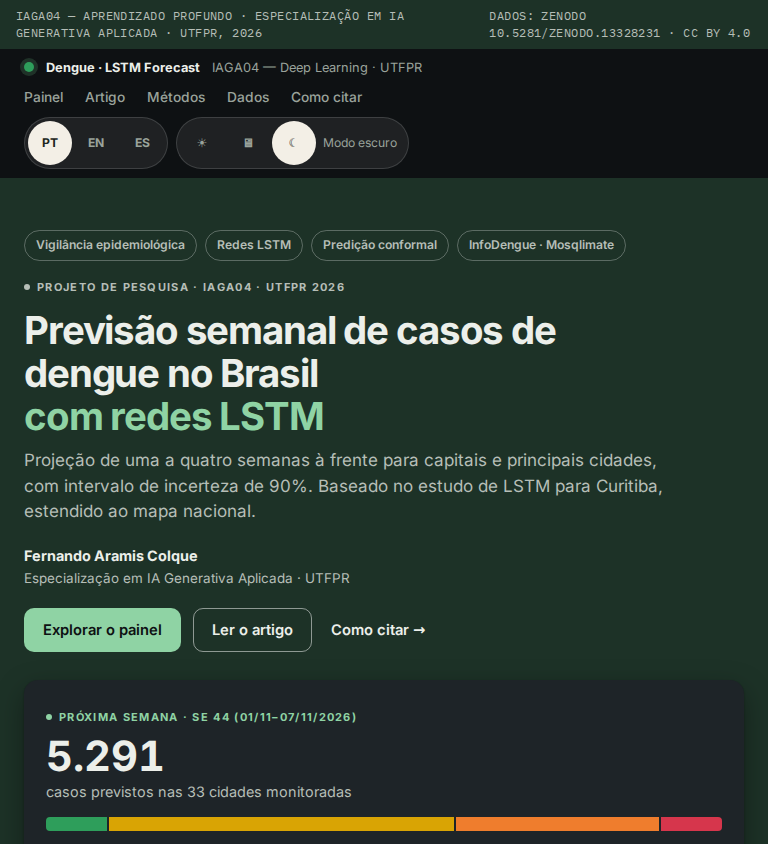 IAGA04 — APRENDIZADO PROFUNDO · ESPECIALIZAÇÃO EM IA
GENERATIVA APLICADA · UTFPR, 2026
DADOS: ZENODO
10.5281/ZENODO.13328231 · CC BY 4.0
Dengue · LSTM Forecast IAGA04 — Deep Learning · UTFPR
Painel Artigo Métodos Dados Como citar
PT EN ES Modo escuro
Vigilância epidemiológica Redes LSTM Predição conformal InfoDengue · Mosqlimate
PROJETO DE PESQUISA · IAGA04 · UTFPR 2026
Previsão semanal de casos de
dengue no Brasil
com redes LSTM
Projeção de uma a quatro semanas à frente para capitais e principais cidades,
com intervalo de incerteza de 90%. Baseado no estudo de LSTM para Curitiba,
estendido ao mapa nacional.
Fernando Aramis Colque
Especialização em IA Generativa Aplicada · UTFPR
Explorar o painel Ler o artigo Como citar →
PRÓXIMA SEMANA · SE 44 (01/11–07/11/2026)
5.291
casos previstos nas 33 cidades monitoradas